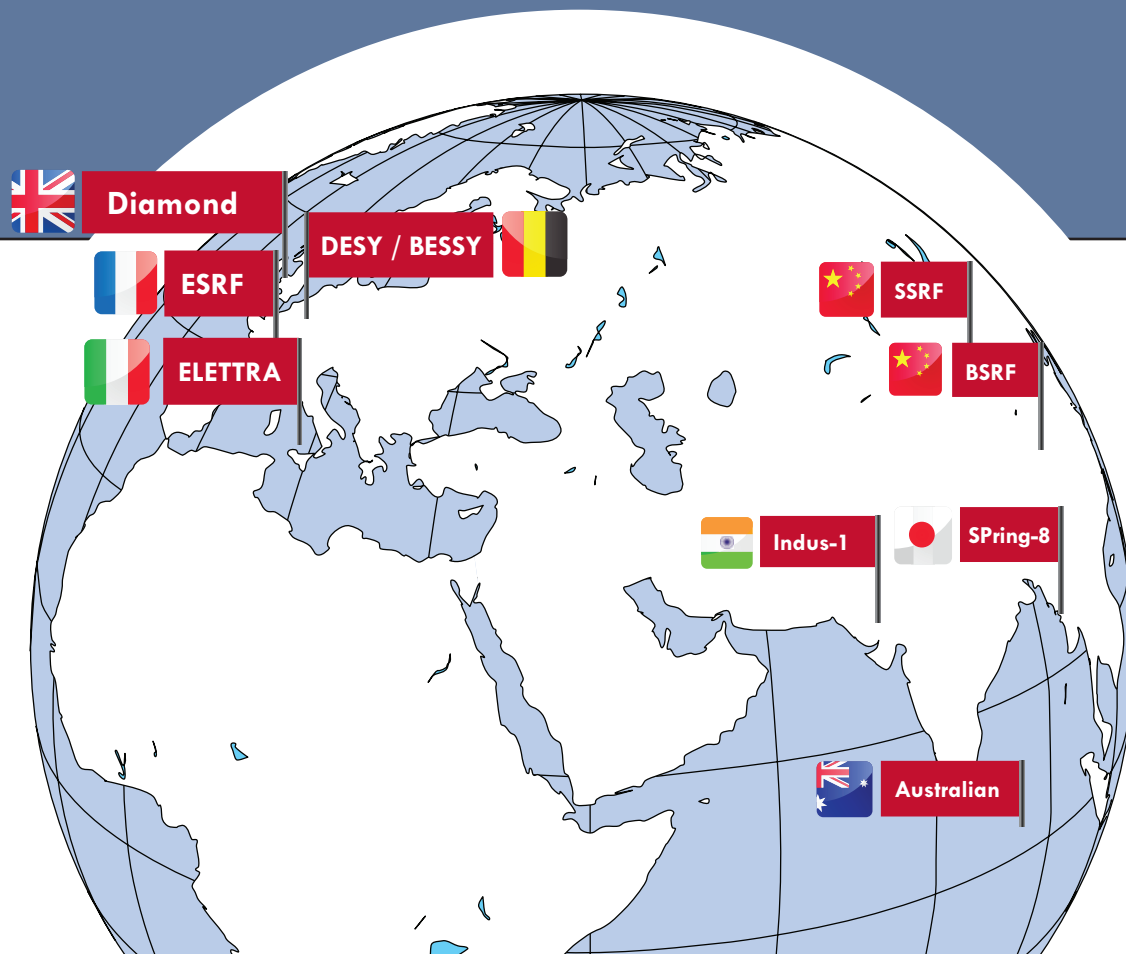 Diamond
DESY / BESSY
ESRF
ELETTRA
SSRF
BSRF
Indus-1
SPring-8
Australian